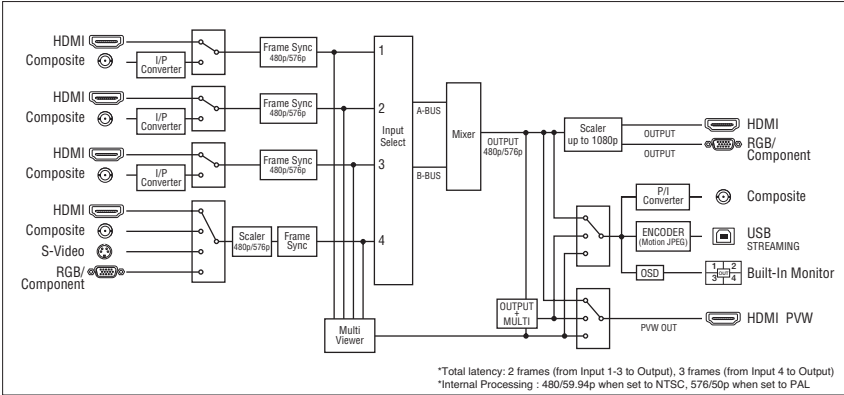 HDMI
Composite
I/P
Converter
Frame Sync
480p/576p
HDMI
Composite
I/P
Converter
Frame Sync
480p/576p
HDMI
Composite
I/P
Converter
Frame Sync
480p/576p
HDMI
Composite
S-Video
RGB/
Component
Scaler
480p/576p
Frame
Sync
1
2
Input
Select
3
4
Multi
Viewer
A-BUS
B-BUS
Mixer
OUTPUT
480p/576p
Scaler
up to 1080p
OUTPUT
OUTPUT
HDMI
RGB/
Component
P/I
Converter
Composite
ENCODER
(Motion JPEG)
USB
STREAMING
OSD
1 2
OUT
3 4
Built-In Monitor
OUTPUT
+
MULTI
PVW OUT
HDMI PVW
*Total latency: 2 frames (from Input 1-3 to Output), 3 frames (from Input 4 to Output)
*Internal Processing : 480/59.94p when set to NTSC, 576/50p when set to PAL